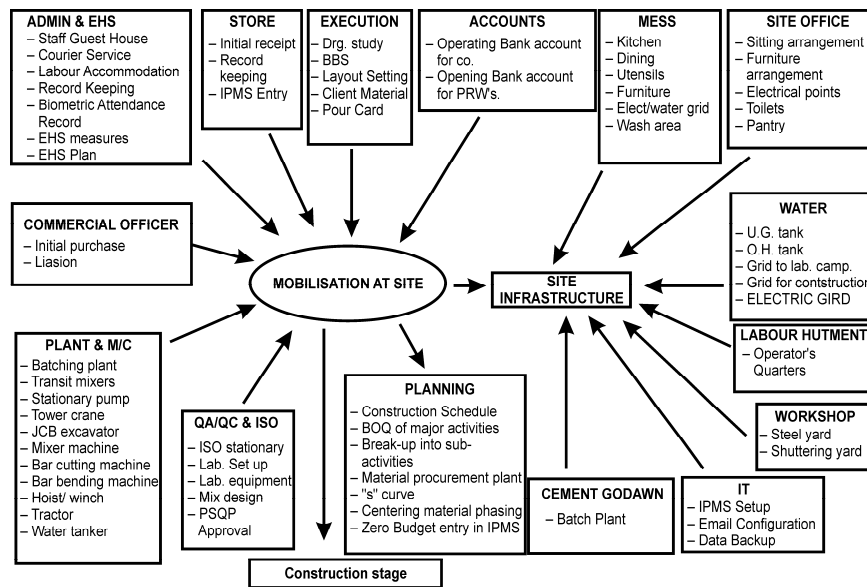 ADMIN & EHS
– Staff Guest House
– Courier Service
– Labour Accommodation
– Record Keeping
– Biometric Attendance
Record
– EHS measures
– EHS Plan
STORE
– Initial receipt
– Record
keeping
– IPMS Entry
EXECUTION
– Drg. study
– BBS
– Layout Setting
– Client Material
– Pour Card
ACCOUNTS
– Operating Bank account
for co.
– Opening Bank account
for PRW's.
MESS
– Kitchen
– Dining
– Utensils
– Furniture
– Elect/water grid
– Wash area
SITE OFFICE
– Sitting arrangement
– Furniture
arrangement
– Electrical points
– Toilets
– Pantry
COMMERCIAL OFFICER
– Initial purchase
– Liasion
MOBILISATION AT SITE
SITE
INFRASTRUCTURE
WATER
– U.G. tank
– O.H. tank
– Grid to lab. camp.
– Grid for contstruction
– ELECTRIC GIRD
PLANT & M/C
– Batching plant
– Transit mixers
– Stationary pump
– Tower crane
– JCB excavator
– Mixer machine
– Bar cutting machine
– Bar bending machine
– Hoist/ winch
– Tractor
– Water tanker
QA/QC & ISO
– ISO stationary
– Lab. Set up
– Lab. equipment
– Mix design
– PSQP
Approval
PLANNING
– Construction Schedule
– BOQ of major activities
– Break-up into sub-
activities
– Material procurement plant
– "s" curve
– Centering material phasing
– Zero Budget entry in IPMS
LABOUR HUTMENT
– Operator's
Quarters
WORKSHOP
– Steel yard
– Shuttering yard
CEMENT GODAWN
– Batch Plant
IT
– IPMS Setup
– Email Configuration
– Data Backup
Construction stage